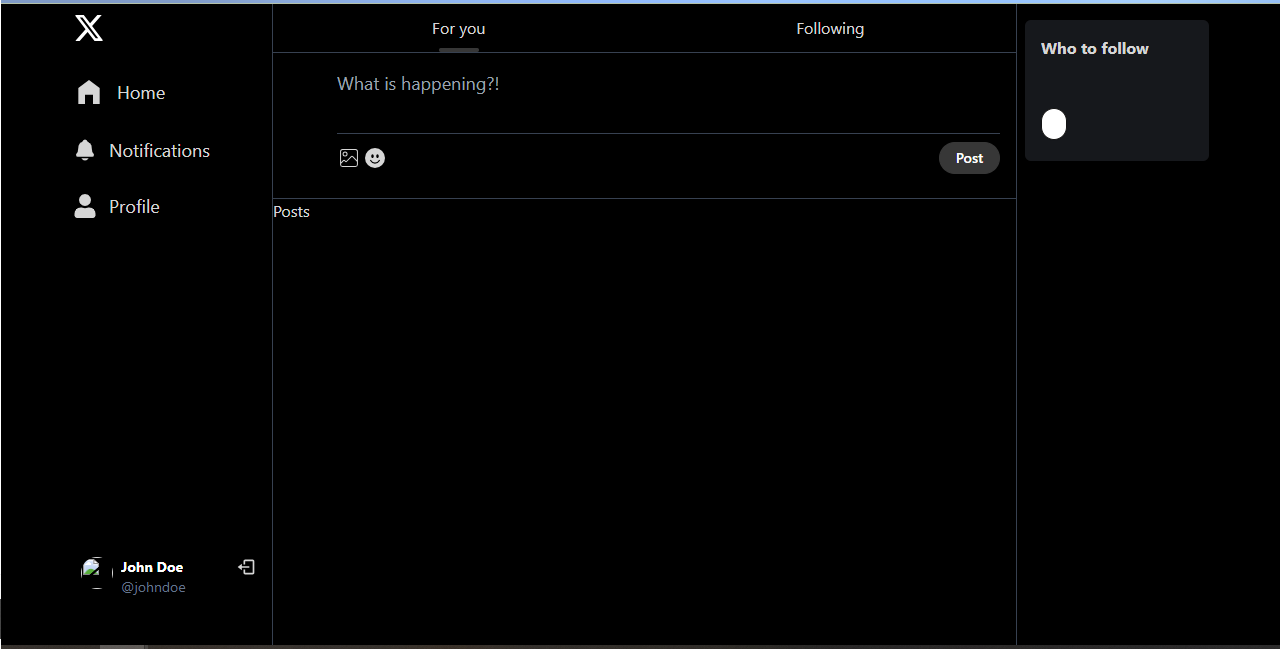 For you
Following
Who to follow
Home
What is happening?!
Notifications
Post
Profile
Posts
John Doe
@johndoe